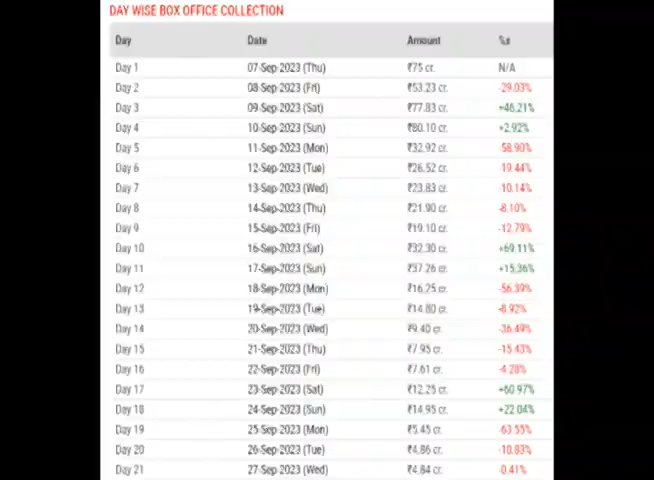 DAY WISE BOX OFFICE COLLECTION
Day Date Amount %±
Day 1 07-Sep-2023 (Thu) ₹75 cr. N/A
Day 2 08-Sep-2023 (Fri) ₹53.23 cr. -29.03%
Day 3 09-Sep-2023 (Sat) ₹77.83 cr. +46.21%
Day 4 10-Sep-2023 (Sun) ₹80.10 cr. +2.92%
Day 5 11-Sep-2023 (Mon) ₹32.92 cr. -58.90%
Day 6 12-Sep-2023 (Tue) ₹26.52 cr. -19.44%
Day 7 13-Sep-2023 (Wed) ₹23.83 cr. -10.14%
Day 8 14-Sep-2023 (Thu) ₹21.90 cr. -8.10%
Day 9 15-Sep-2023 (Fri) ₹19.10 cr. -12.79%
Day 10 16-Sep-2023 (Sat) ₹32.30 cr. +69.11%
Day 11 17-Sep-2023 (Sun) ₹37.26 cr. +15.36%
Day 12 18-Sep-2023 (Mon) ₹16.25 cr. -56.39%
Day 13 19-Sep-2023 (Tue) ₹14.80 cr. -8.92%
Day 14 20-Sep-2023 (Wed) ₹9.40 cr. -36.49%
Day 15 21-Sep-2023 (Thu) ₹7.95 cr. -15.43%
Day 16 22-Sep-2023 (Fri) ₹7.61 cr. -4.28%
Day 17 23-Sep-2023 (Sat) ₹12.25 cr. +60.97%
Day 18 24-Sep-2023 (Sun) ₹14.95 cr. +22.04%
Day 19 25-Sep-2023 (Mon) ₹5.45 cr. -63.55%
Day 20 26-Sep-2023 (Tue) ₹4.86 cr. -10.83%
Day 21 27-Sep-2023 (Wed) ₹4.84 cr. -0.41%